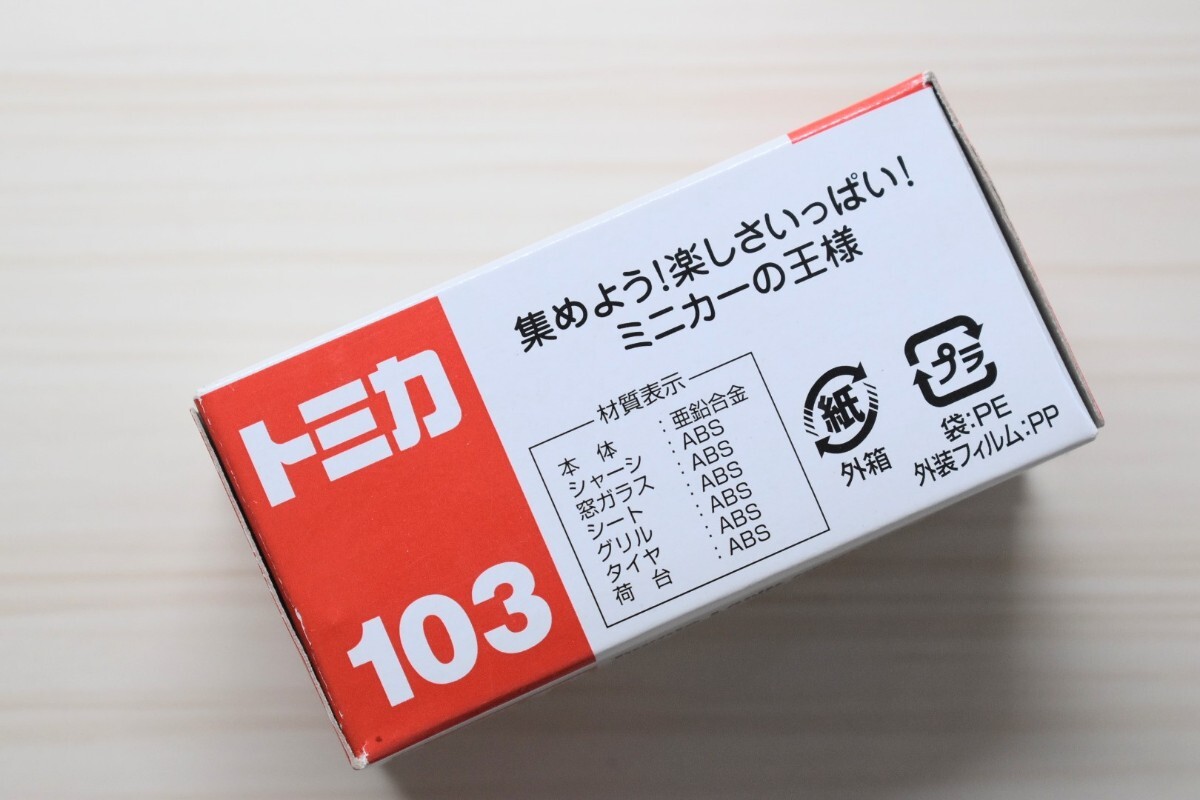 トミカ
103
集めよう!楽しさいっぱい!
ミニカーの王様
材質表示
本体:亜鉛合金
シャーシ:ABS
窓ガラス:ABS
シート:ABS
グリル:ABS
タイヤ:ABS
荷台:ABS
紙
外箱
プラ
袋:PE
外装フィルム:PP